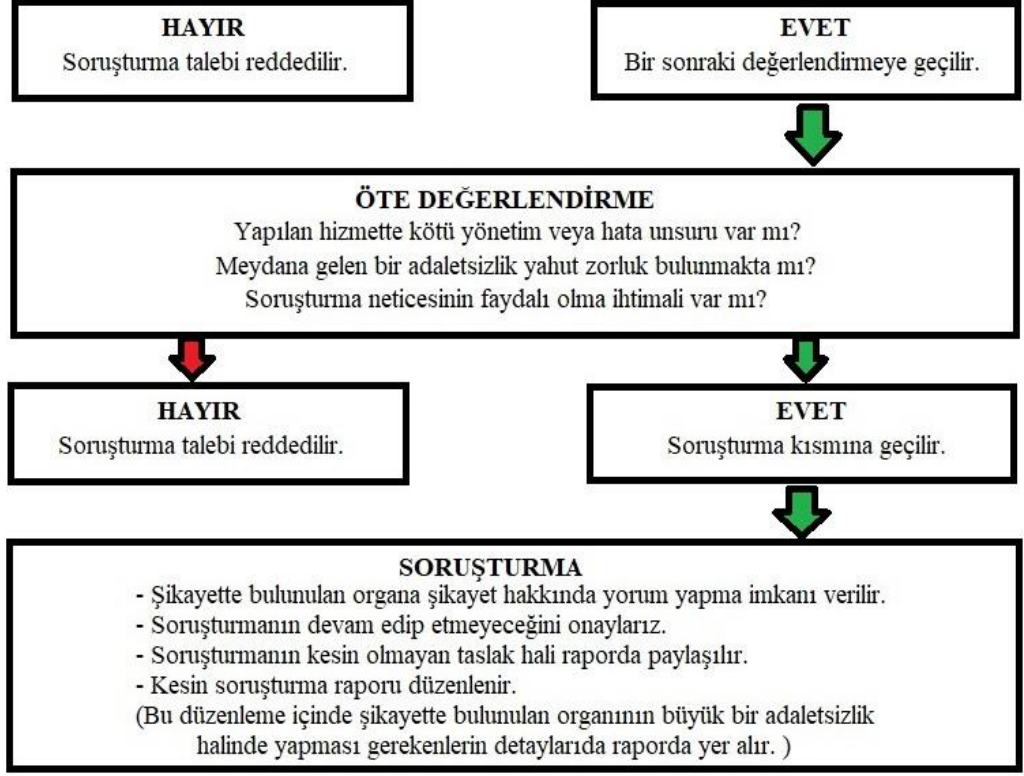 HAYIR
Soruşturma talebi reddedilir.
EVET
Bir sonraki değerlendirmeye geçilir.
ÖTE DEĞERLENDİRME
Yapılan hizmette kötü yönetim veya hata unsuru var mı?
Meydana gelen bir adaletsizlik yahut zorluk bulunmakta mı?
Soruşturma neticesinin faydalı olma ihtimali var mı?
HAYIR
Soruşturma talebi reddedilir.
EVET
Soruşturma kısmına geçilir.
SORUŞTURMA
- Şikayette bulunulan organa şikayet hakkında yorum yapma imkanı verilir.
- Soruşturmanın devam edip etmeyeceğini onaylarız.
- Soruşturmanın kesin olmayan taslak hali raporda paylaşılır.
- Kesin soruşturma raporu düzenlenir.
(Bu düzenleme içinde şikayette bulunulan organının büyük bir adaletsizlik
halinde yapması gerekenlerin detaylarıda raporda yer alır. )